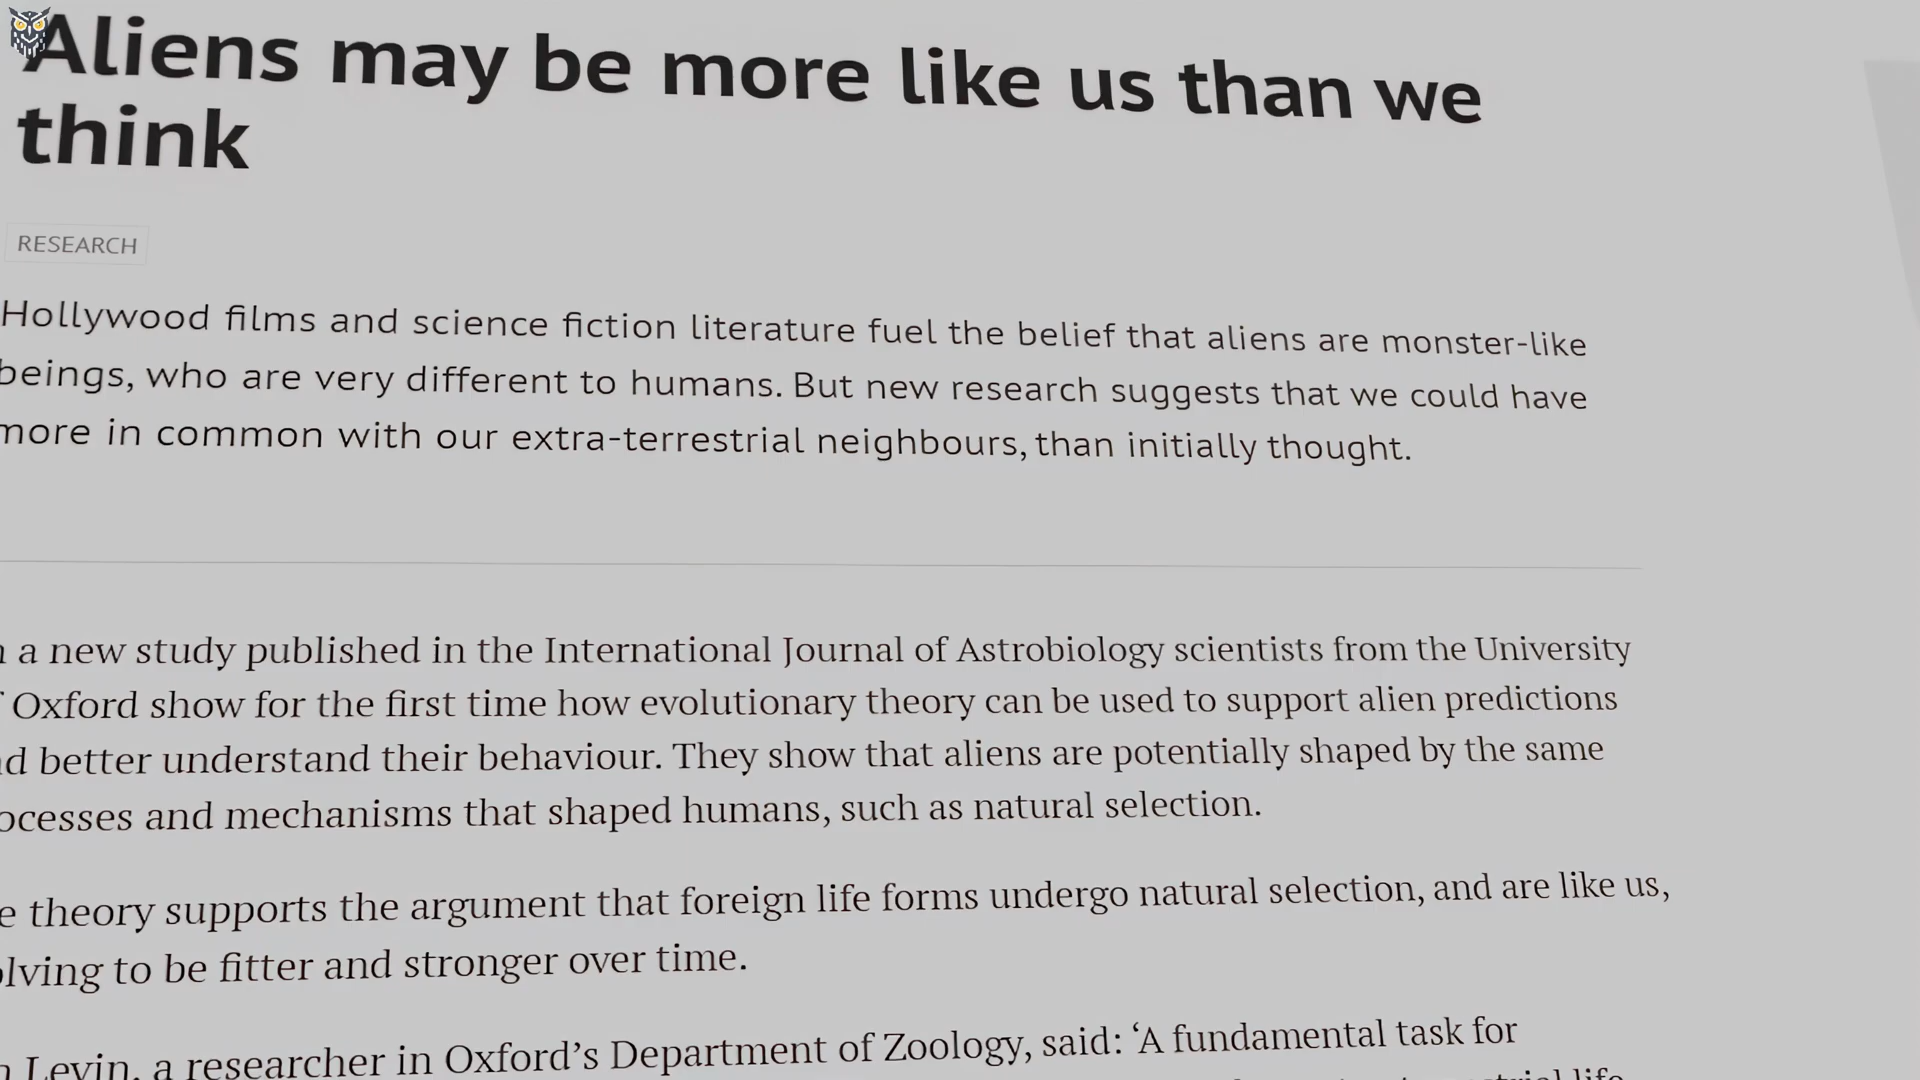 Aliens may be more like us than we
think
RESEARCH
Hollywood films and science fiction literature fuel the belief that aliens are monster-like
beings, who are very different to humans. But new research suggests that we could have
more in common with our extra-terrestrial neighbours, than initially thought.
a new study published in the International Journal of Astrobiology scientists from the University
Oxford show for the first time how evolutionary theory can be used to support alien predictions
nd better understand their behaviour. They show that aliens are potentially shaped by the same
ocesses and mechanisms that shaped humans, such as natural selection.
e theory supports the argument that foreign life forms undergo natural selection, and are like us,
olving to be fitter and stronger over time.
Levin, a researcher in Oxford's Department of Zoology, said: ‘A fundamental task for
life